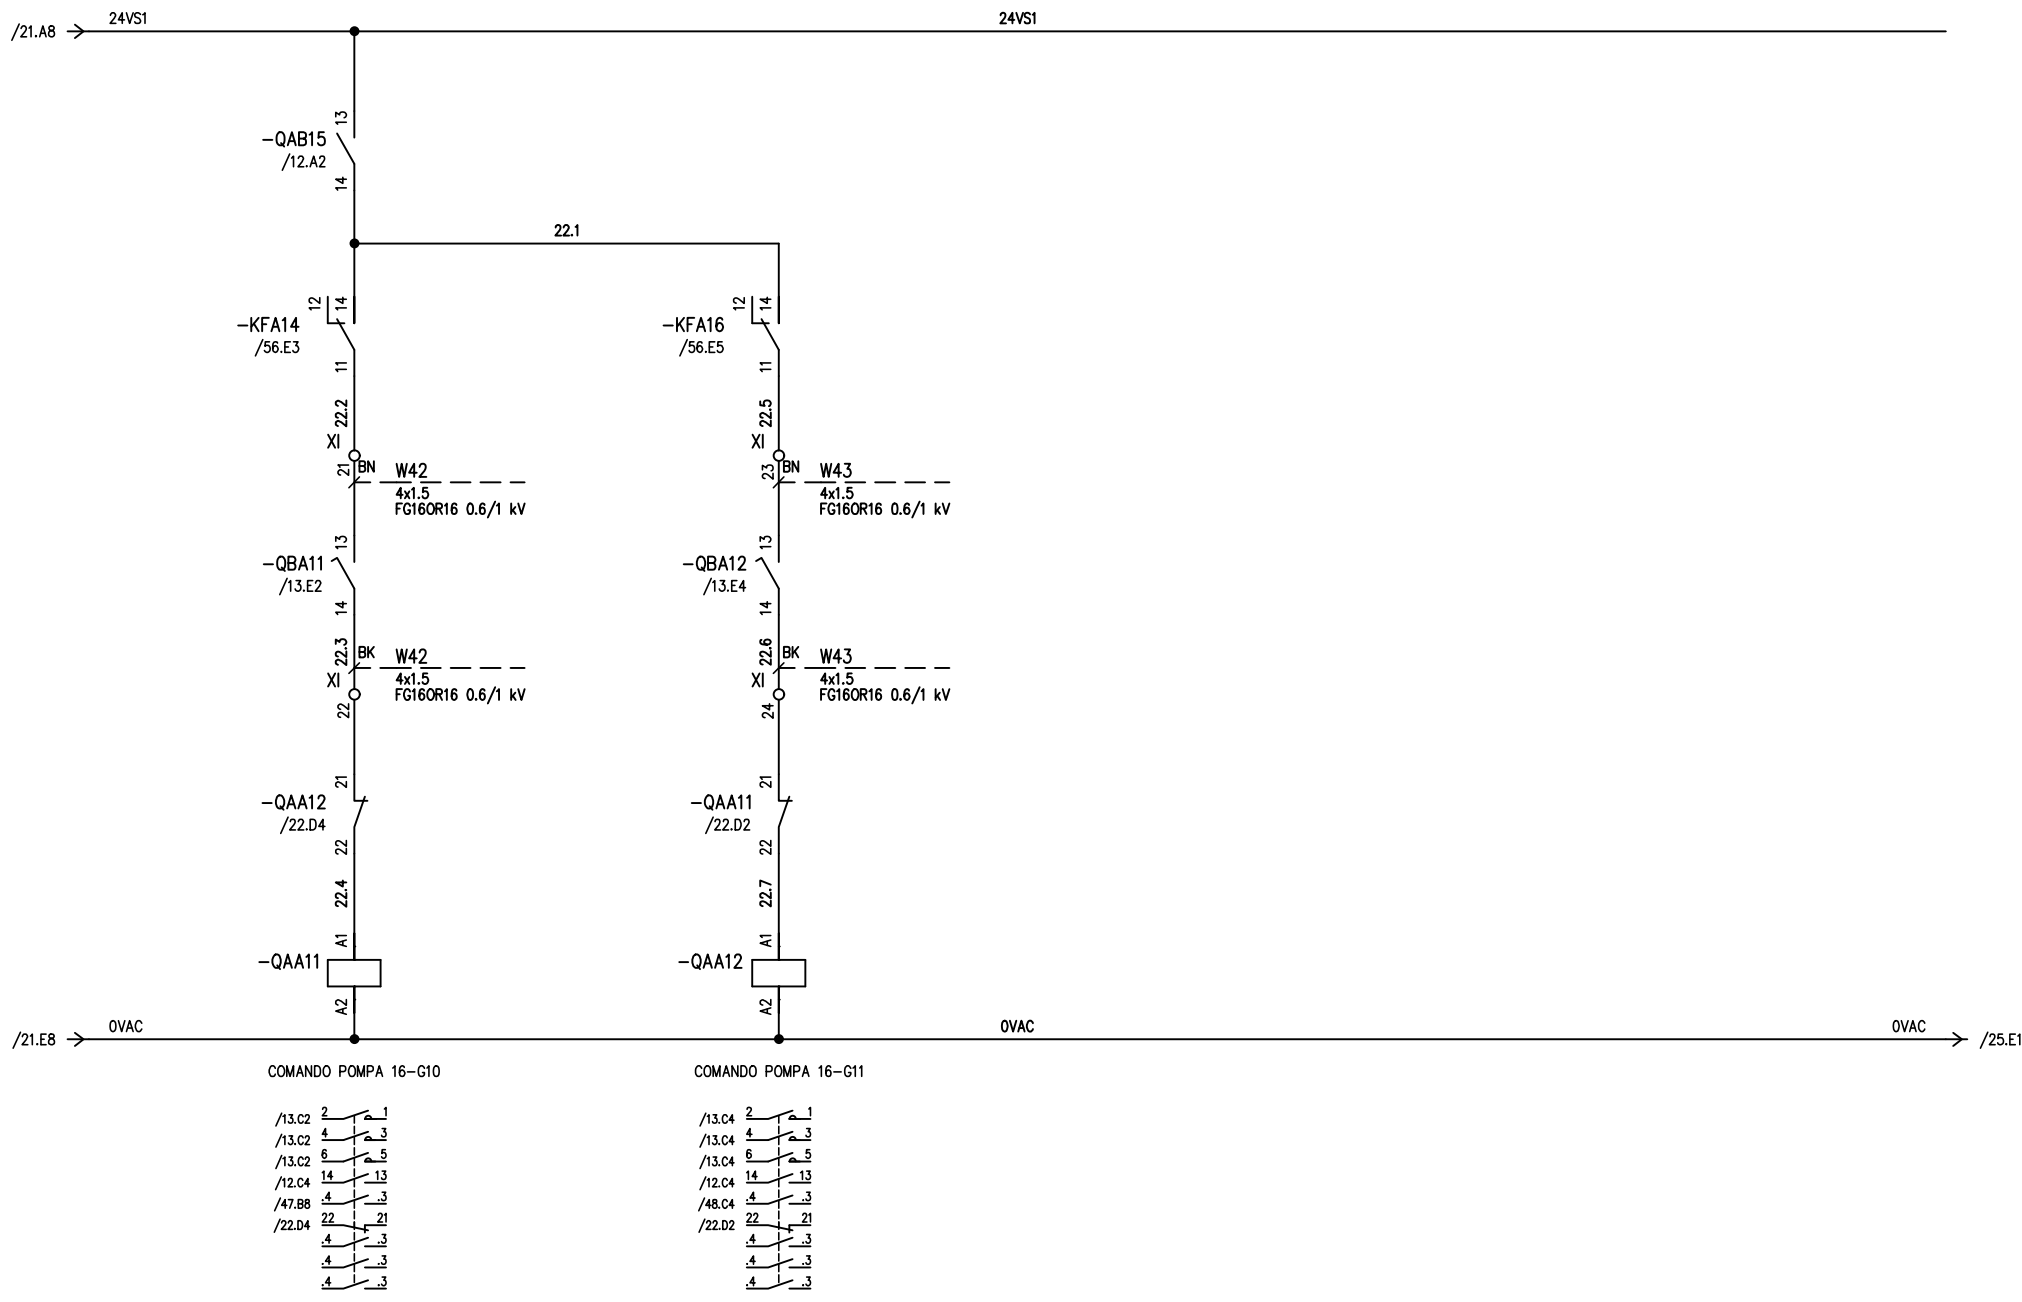 24VS1
24VS1
/21.A8
13
-QAB15
/12.A2
14
22.1
12
14
-KFA14
/56.E3
11
12
14
-KFA16
/56.E5
11
22.2
XI
21
BN
W42
4x1.5
FG16OR16 0.6/1 kV
22.5
XI
23
BN
W43
4x1.5
FG16OR16 0.6/1 kV
13
-QBA11
/13.E2
14
13
-QBA12
/13.E4
14
22.3
BK
W42
XI
4x1.5
FG16OR16 0.6/1 kV
22
22.6
BK
W43
XI
4x1.5
FG16OR16 0.6/1 kV
24
21
-QAA12
/22.D4
22
21
-QAA11
/22.D2
22
22.4
22.7
A1
-QAA11
A2
A1
-QAA12
A2
0VAC
0VAC
0VAC
/21.E8
/25.E1
COMANDO POMPA 16-G10
/13.C2 2 1
/13.C2 4 3
/13.C2 6 5
/12.C4 14 13
/47.B8 .4 .3
/22.D4 22 21
.4 .3
.4 .3
.4 .3
COMANDO POMPA 16-G11
/13.C4 2 1
/13.C4 4 3
/13.C4 6 5
/12.C4 14 13
/48.C4 .4 .3
/22.D2 22 21
.4 .3
.4 .3
.4 .3